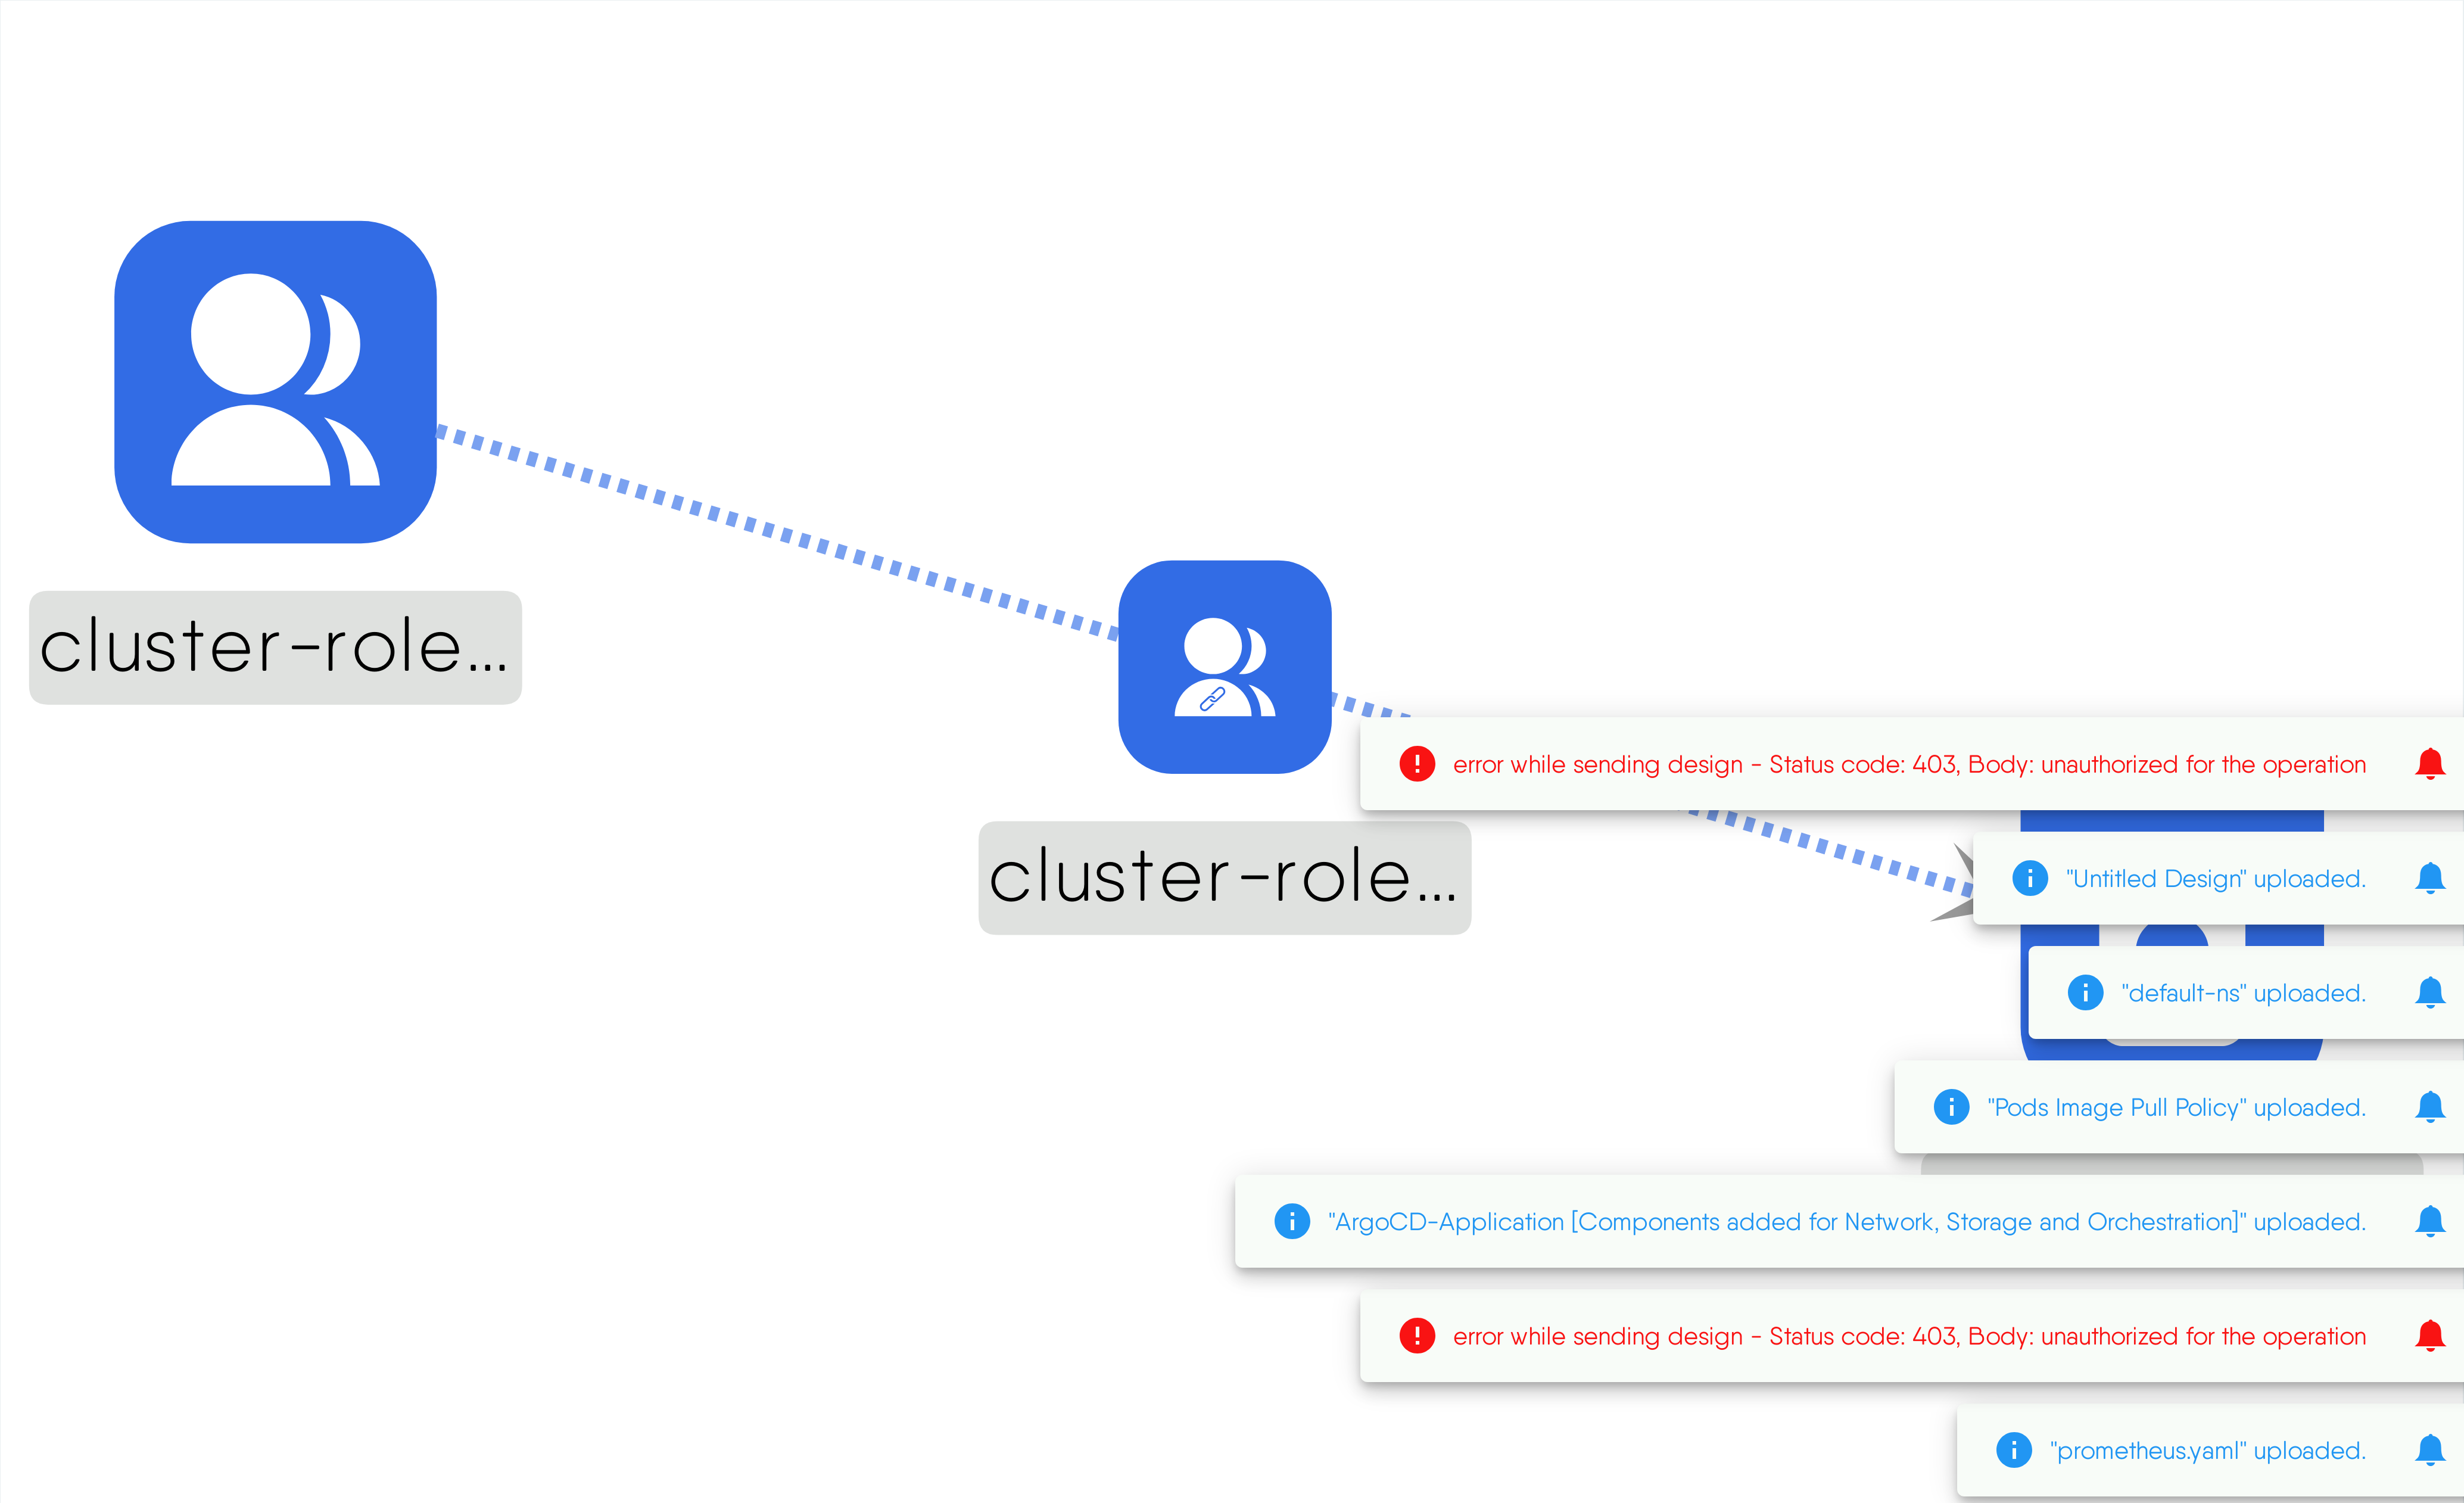 cluster-role...
cluster-role...
error while sending design - Status code: 403, Body: unauthorized for the operation
"Untitled Design" uploaded.
"default-ns" uploaded.
"Pods Image Pull Policy" uploaded.
"ArgoCD-Application [Components added for Network, Storage and Orchestration]" uploaded.
error while sending design - Status code: 403, Body: unauthorized for the operation
"prometheus.yaml" uploaded.